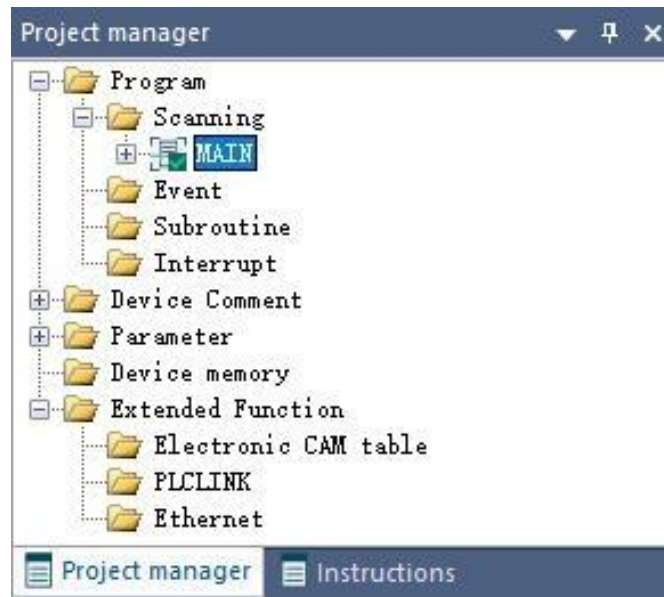 Project manager
Program
Scanning
MAIN
Event
Subroutine
Interrupt
Device Comment
Parameter
Device memory
Extended Function
Electronic CAM table
PLCLINK
Ethernet
Project manager Instructions